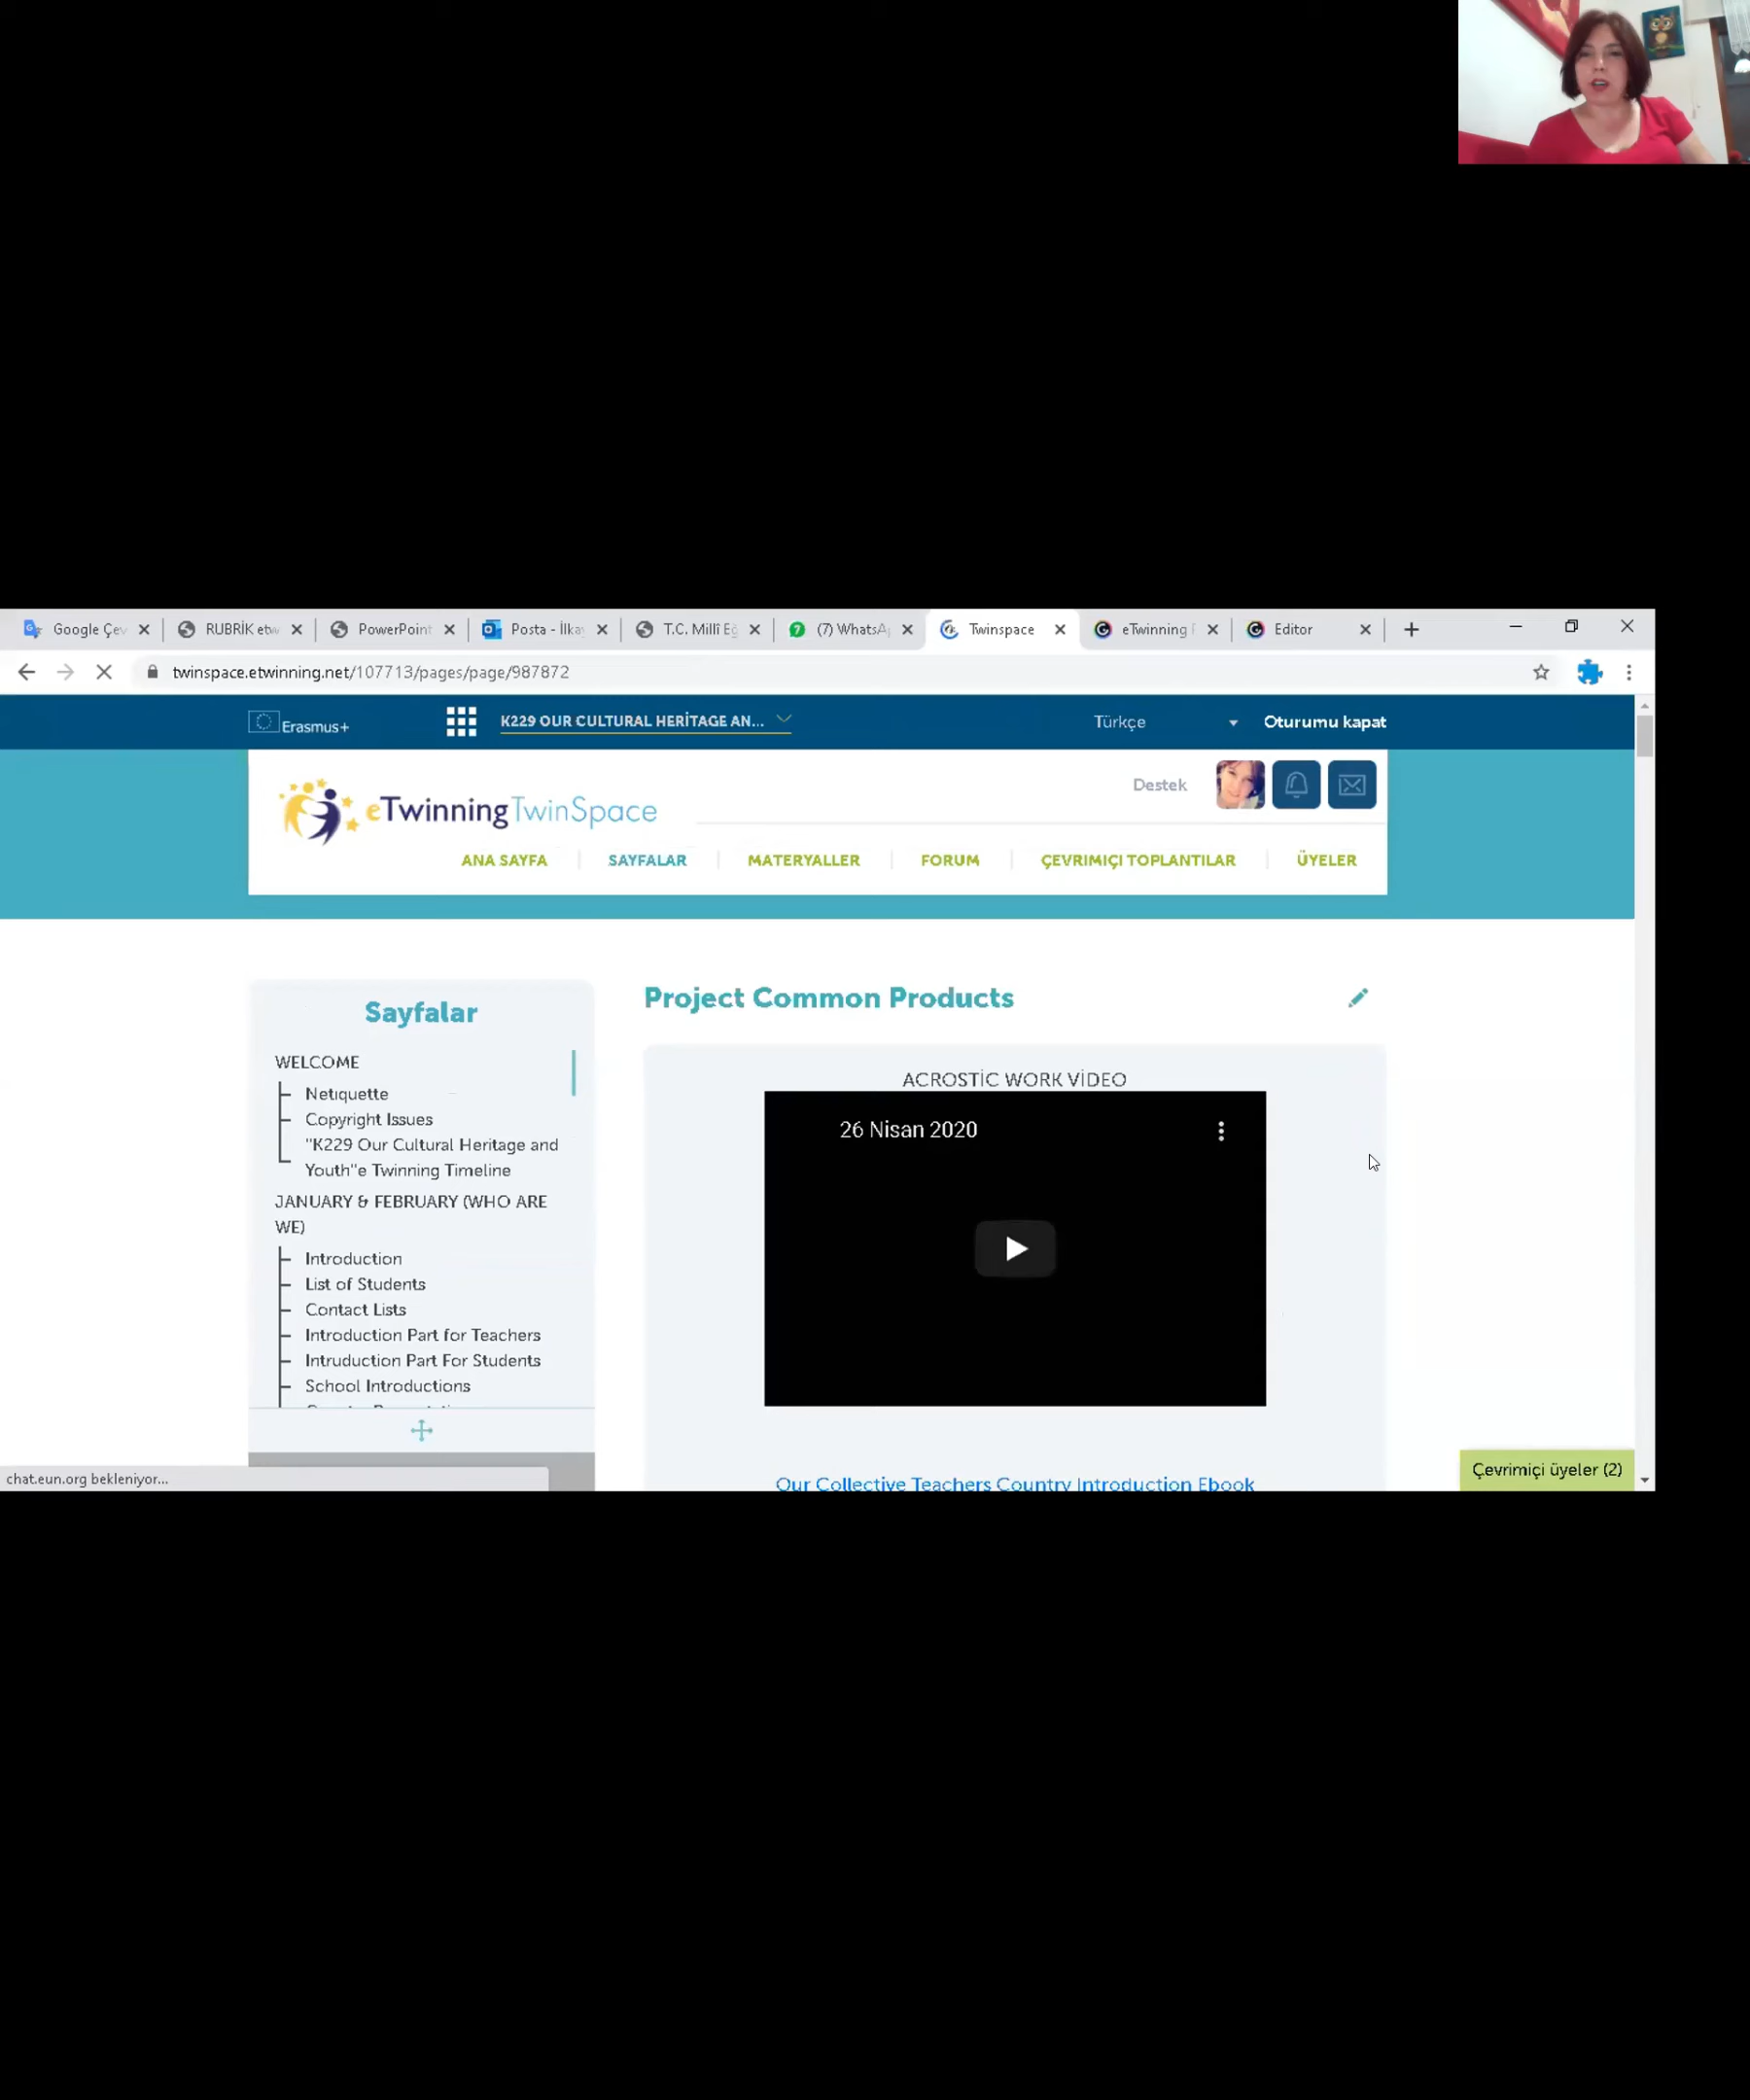 Google Çev
RUBRİK etw
PowerPoint
Posta - İlka
T.C. Millî Eğ
(7) WhatsA
Twinspace
eTwinning
Editor
twinspace.etwinning.net/107713/pages/page/987872
Erasmus+
K229 OUR CULTURAL HERİTAGE AN...
Türkçe
Oturumu kapat
eTwinning TwinSpace
Destek
ANA SAYFA
SAYFALAR
MATERYALLER
FORUM
ÇEVRIMIÇI TOPLANTILAR
ÜYELER
Sayfalar
WELCOME
Netiquette
Copyright Issues
"K229 Our Cultural Heritage and
Youth"e Twinning Timeline
JANUARY & FEBRUARY (WHO ARE
WE)
Introduction
List of Students
Contact Lists
Introduction Part for Teachers
Intruduction Part For Students
School Introductions
Project Common Products
ACROSTİC WORK VİDEO
26 Nisan 2020
Our Collective Teachers Country Introduction Ebook
Çevrimiçi üyeler (2)
chat.eun.org bekleniyor...